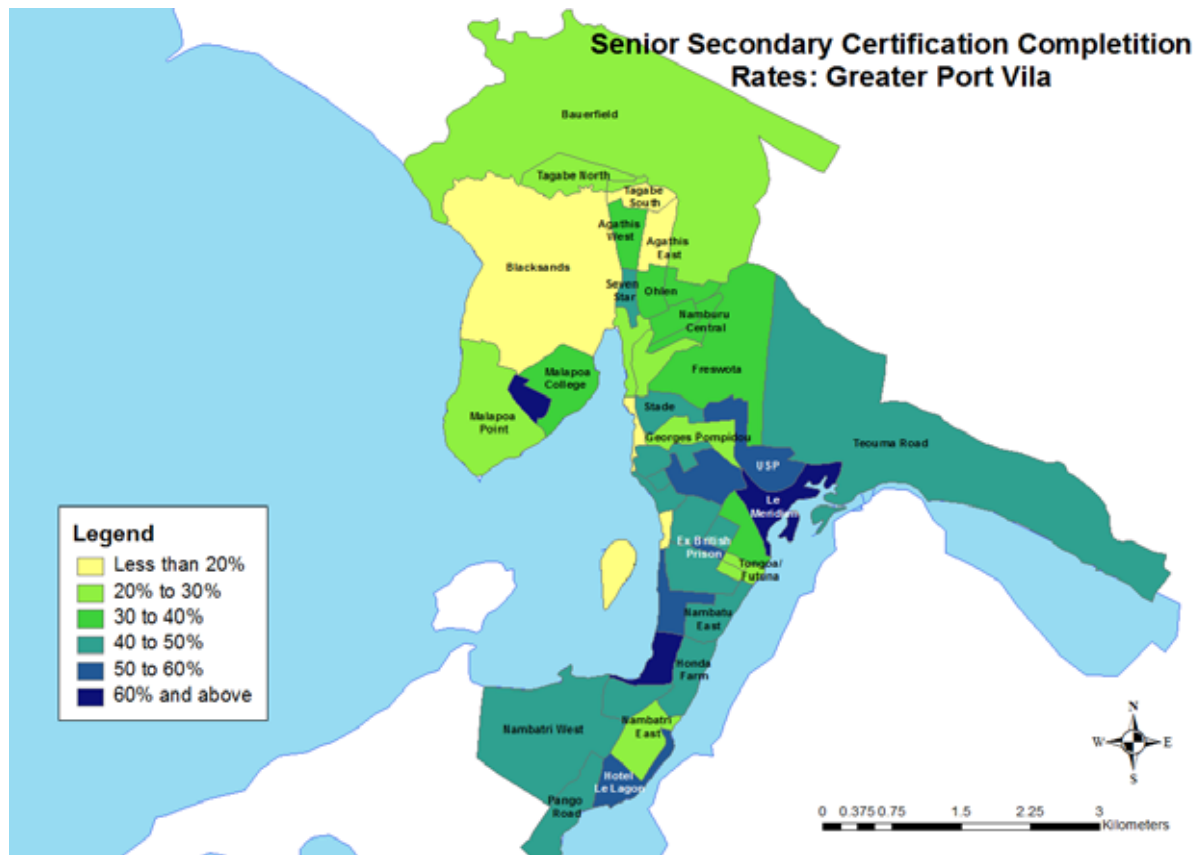 Senior Secondary Certification Completition
Rates: Greater Port Vila
Bauerfield
Tagabe North
Tagabe
South
Agathis
West
Agathis
East
Blacksands
Seven
Star
Ohlen
Namburu
Central
Malapoa
College
Freswota
Malapoa
Point
Stade
Georges Pompidou
Teouma Road
USP
Le
Meridien
Ex British
Prison
Tongoa/
Futuna
Nambatu
East
Honda
Farm
Nambatri West
Nambatri
East
Hotel
Le Lagon
Pango
Road
Legend
Less than 20%
20% to 30%
30 to 40%
40 to 50%
50 to 60%
60% and above
N
W
E
S
0 0.375 0.75 1.5 2.25 3
Kilometers